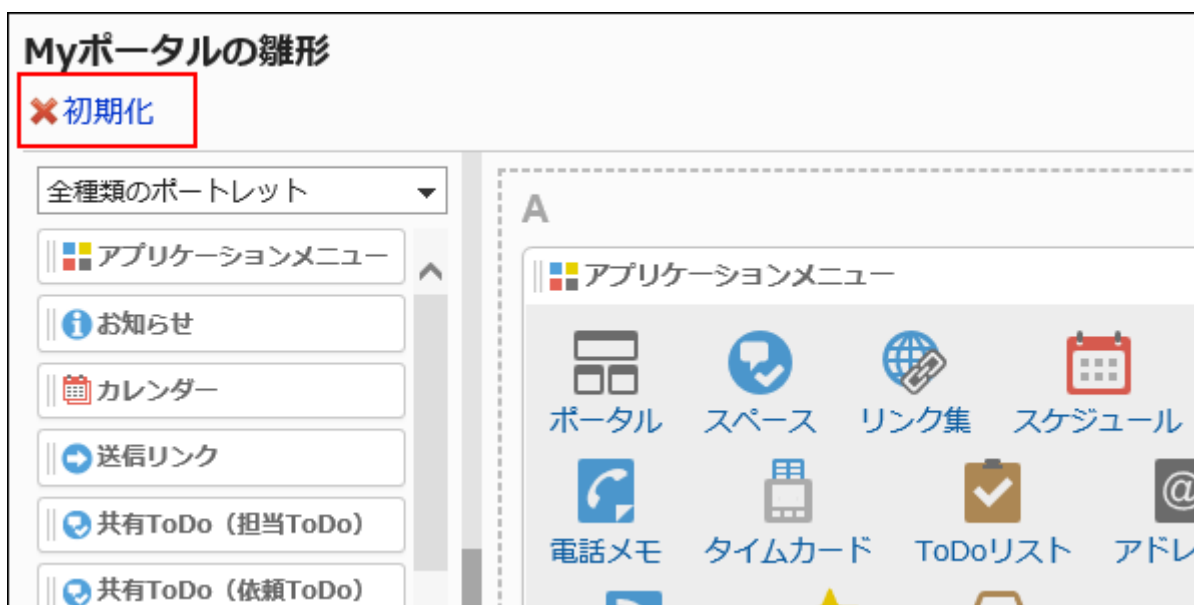 Myポータルの雛形
初期化
全種類のポートレット
アプリケーションメニュー
お知らせ
カレンダー
送信リンク
共有ToDo（担当ToDo）
共有ToDo（依頼ToDo）
A
アプリケーションメニュー
ポータル スペース リンク集 スケジュール
電話メモ タイムカード ToDoリスト アドレ